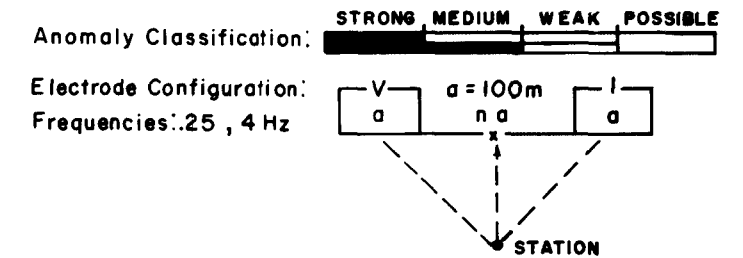 STRONG MEDIUM WEAK POSSIBLE
Anomaly Classification:
Electrode Configuration: V a = 100m I
Frequencies: .25 , 4 Hz a n a a
x
STATION